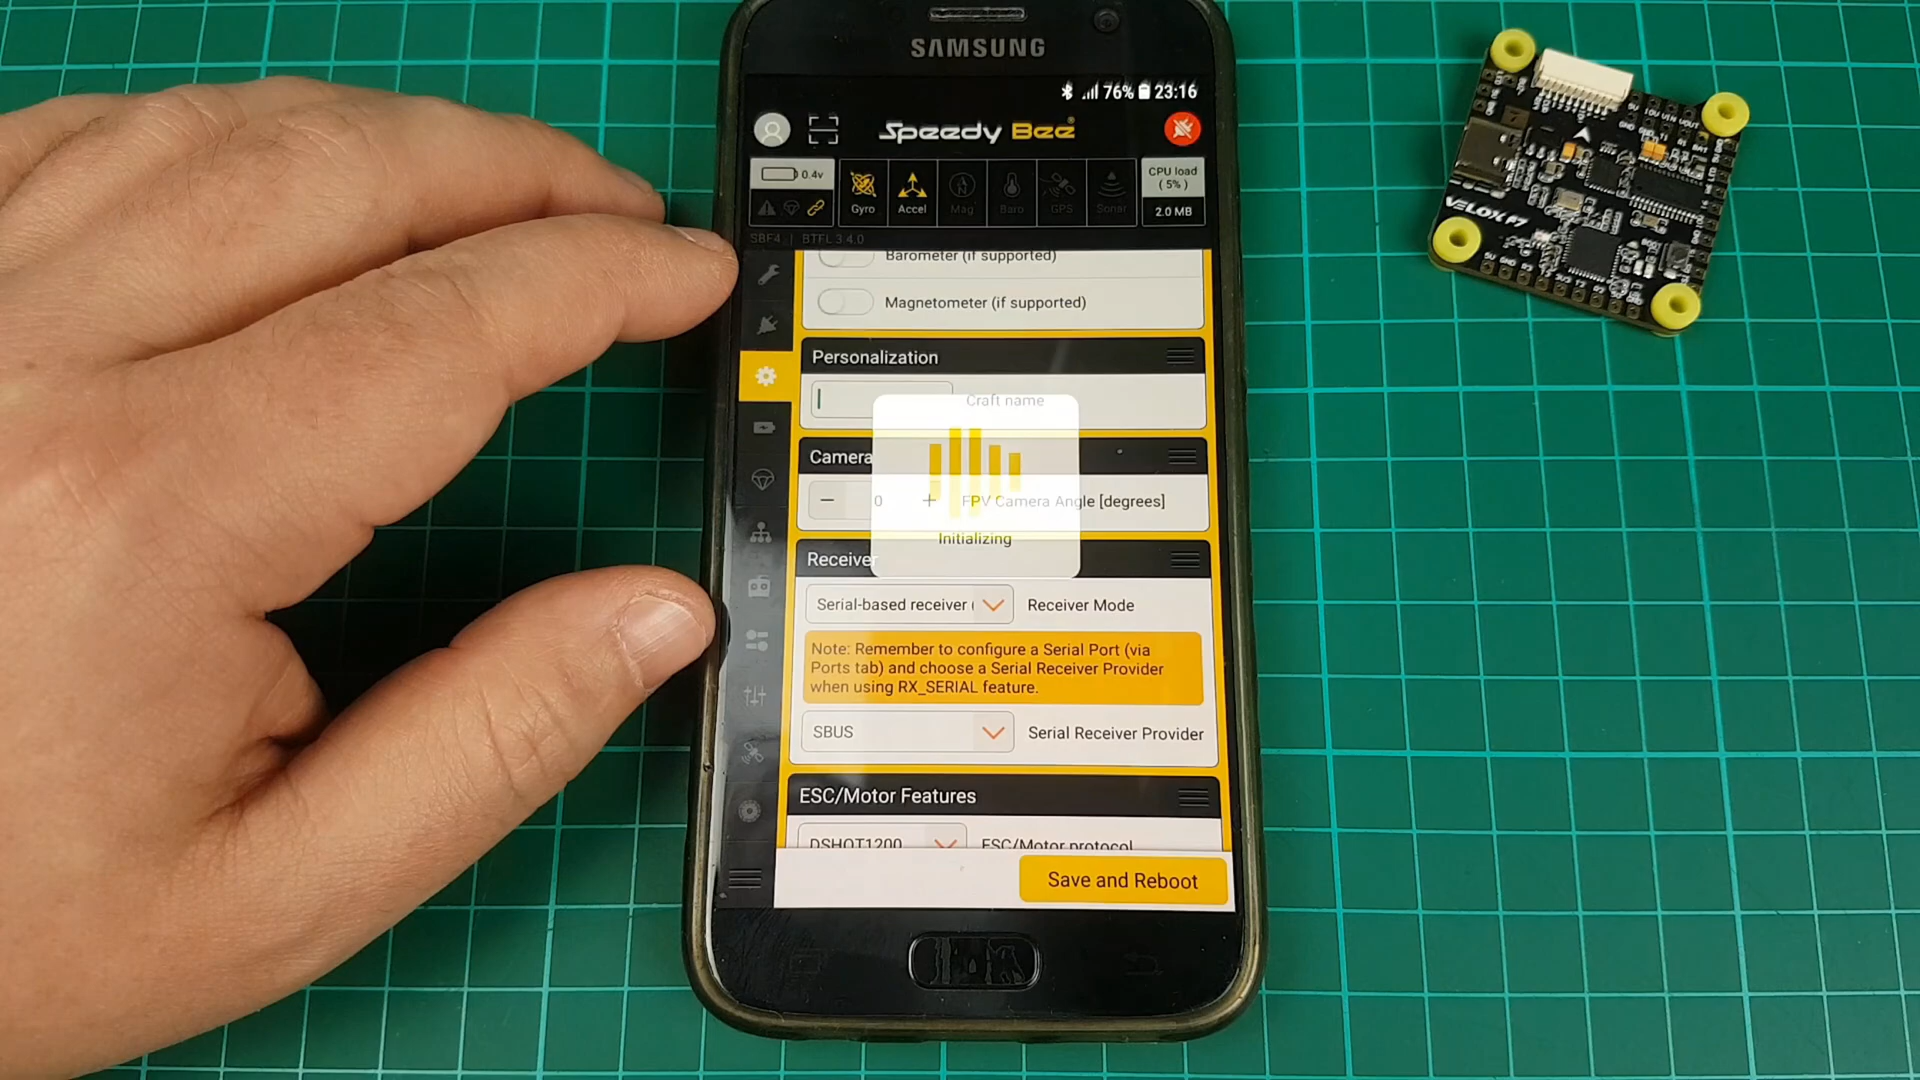 SAMSUNG
76% 23:16
Speedy Bee
0.4v
Gyro
Accel
Mag
Baro
GPS
Sonar
CPU load
( 5% )
2.0 MB
SBF4 | BTFL 3.4.0
Barometer (if supported)
Magnetometer (if supported)
Personalization
Craft name
Camera
0
FPV Camera Angle [degrees]
Initializing
Receiver
Serial-based receiver (
Receiver Mode
Note: Remember to configure a Serial Port (via
Ports tab) and choose a Serial Receiver Provider
when using RX_SERIAL feature.
SBUS
Serial Receiver Provider
ESC/Motor Features
DSHOT1200
ESC/Motor protocol
Save and Reboot
VELOX F7